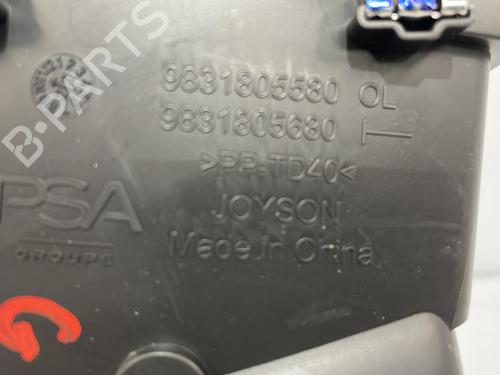 9831805580 OL
9831805680 T
>PP-TD40<
PSA
JOYSON
GROUPE
Made in China
B-PARTS